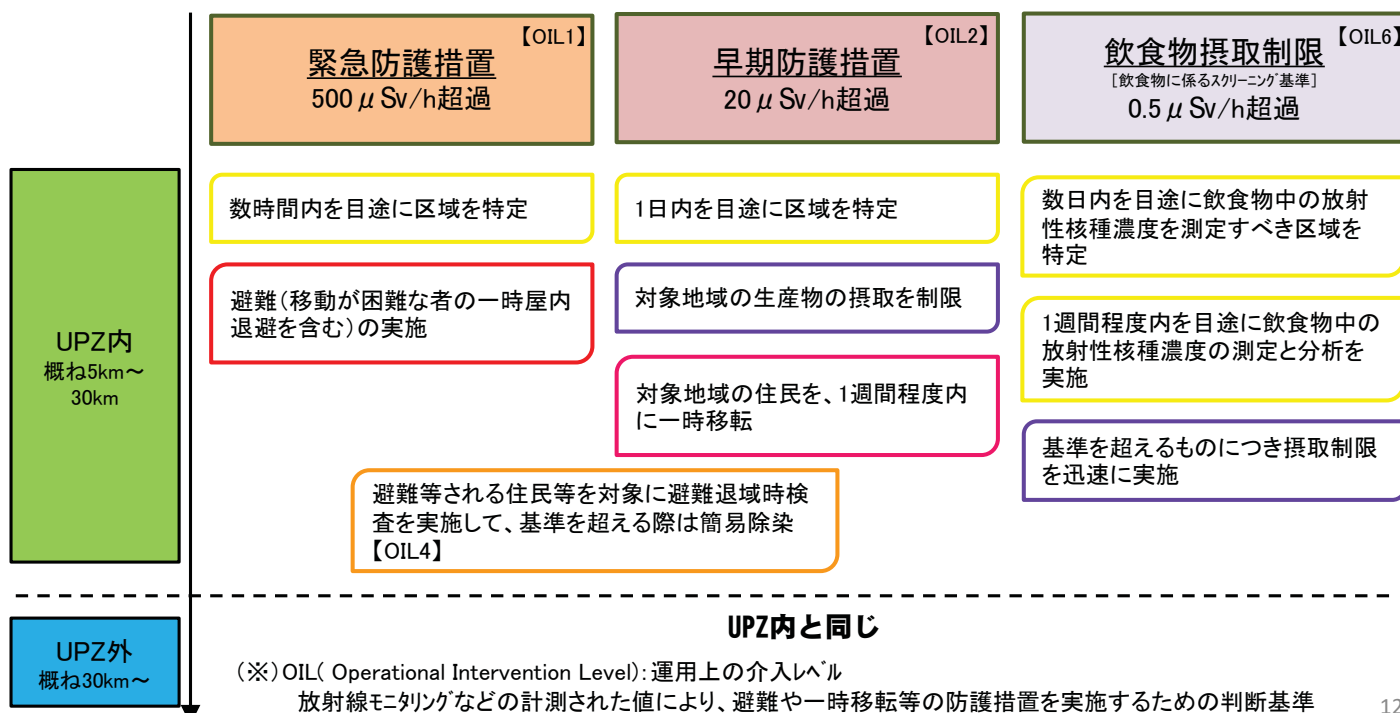 【OIL1】
緊急防護措置
500μSv/h超過
【OIL2】
早期防護措置
20μSv/h超過
【OIL6】
飲食物摂取制限
[飲食物に係るスクリーニング基準]
0.5μSv/h超過
UPZ内
概ね5km～
30km
数時間内を目途に区域を特定
避難(移動が困難な者の一時屋内
退避を含む)の実施
1日内を目途に区域を特定
対象地域の生産物の摂取を制限
対象地域の住民を、1週間程度内
に一時移転
数日内を目途に飲食物中の放射
性核種濃度を測定すべき区域を
特定
1週間程度内を目途に飲食物中の
放射性核種濃度の測定と分析を
実施
基準を超えるものにつき摂取制限
を迅速に実施
避難等される住民等を対象に避難退域時検
査を実施して、基準を超える際は簡易除染
【OIL4】
UPZ外
概ね30km～
UPZ内と同じ
(※)OIL( Operational Intervention Level):運用上の介入レベル
放射線モニタリングなどの計測された値により、避難や一時移転等の防護措置を実施するための判断基準
12